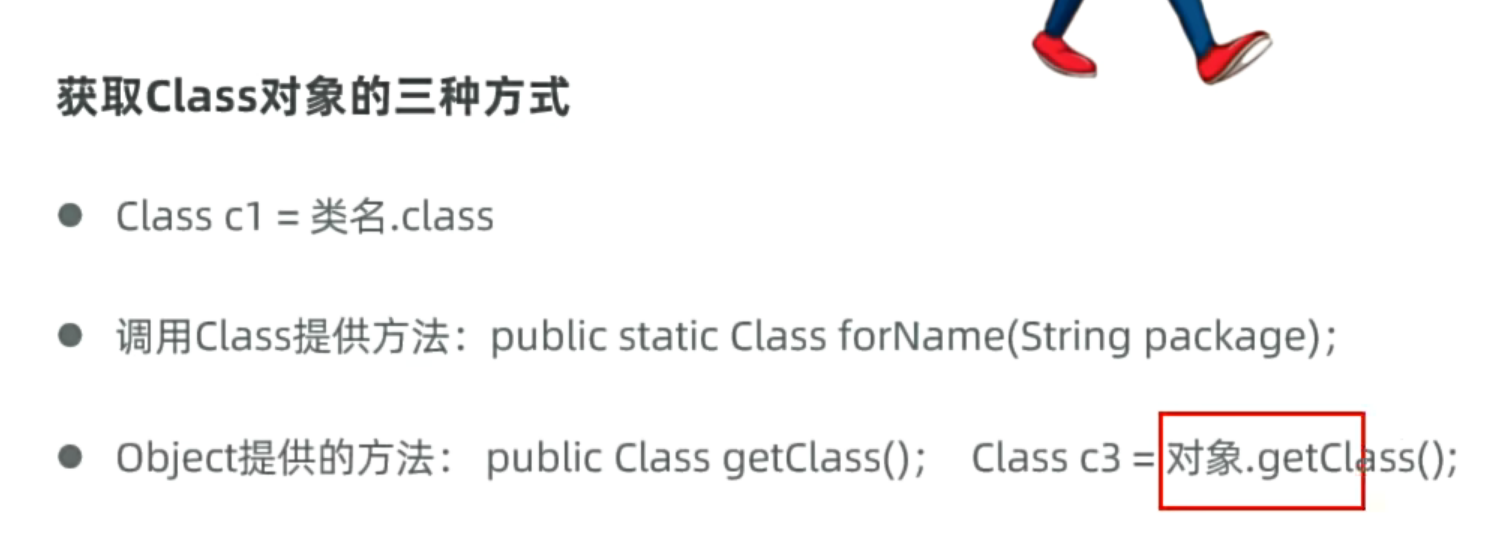 获取Class对象的三种方式
Class c1 = 类名.class
调用Class提供方法：public static Class forName(String package);
Object提供的方法： public Class getClass(); Class c3 = 对象.getClass();